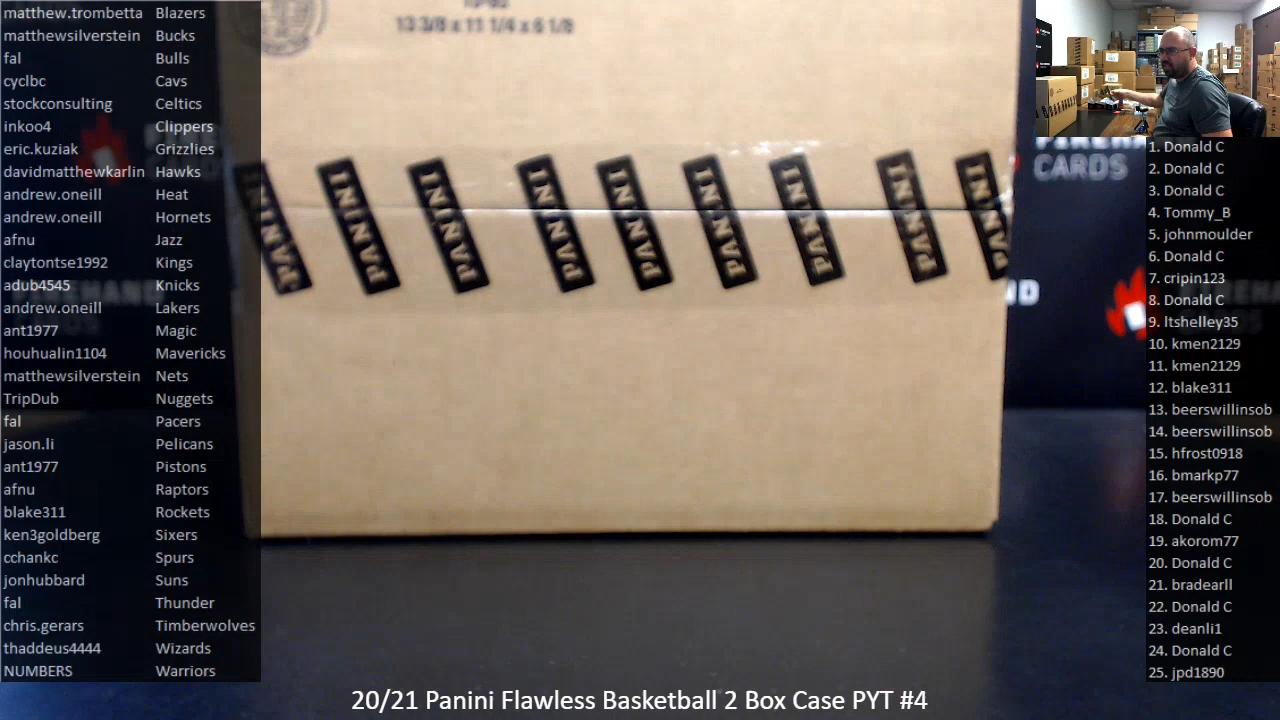 matthew.trombetta Blazers
matthewsilverstein Bucks
fal Bulls
cyclbc Cavs
stockconsulting Celtics
inkoo4 Clippers
eric.kuziak Grizzlies
davidmatthewkarlin Hawks
andrew.oneill Heat
andrew.oneill Hornets
afnu Jazz
claytontse1992 Kings
adub4545 Knicks
andrew.oneill Lakers
ant1977 Magic
houhualin1104 Mavericks
matthewsilverstein Nets
TripDub Nuggets
fal Pacers
jason.li Pelicans
ant1977 Pistons
afnu Raptors
blake311 Rockets
ken3goldberg Sixers
cchankc Spurs
jonhubbard Suns
fal Thunder
chris.gerars Timberwolves
thaddeus4444 Wizards
NUMBERS Warriors
13 3/8 x 11 1/4 x 6 1/8
PANINI PANINI PANINI PANINI PANINI PANINI PANINI PANINI PANINI
CARDS
1. Donald C
2. Donald C
3. Donald C
4. Tommy_B
5. johnmoulder
6. Donald C
7. cripin123
8. Donald C
9. ltshelley35
10. kmen2129
11. kmen2129
12. blake311
13. beerswillinsob
14. beerswillinsob
15. hfrost0918
16. bmarkp77
17. beerswillinsob
18. Donald C
19. akorom77
20. Donald C
21. bradearll
22. Donald C
23. deanli1
24. Donald C
25. jpd1890
20/21 Panini Flawless Basketball 2 Box Case PYT #4